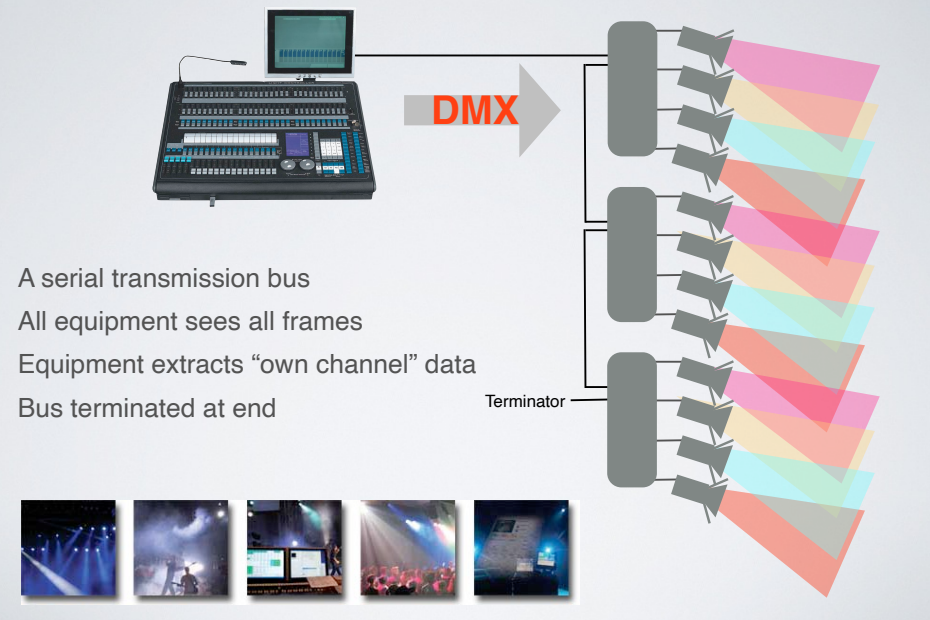 DMX
A serial transmission bus
All equipment sees all frames
Equipment extracts “own channel” data
Bus terminated at end
Terminator